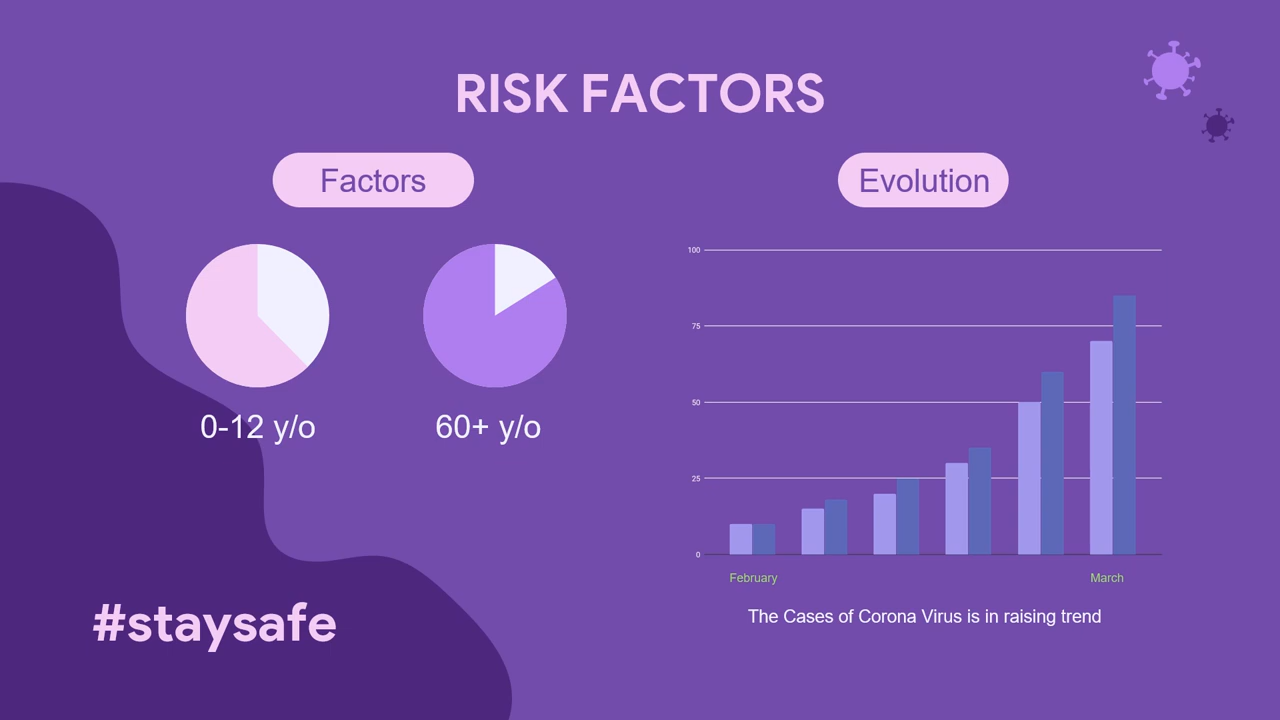 RISK FACTORS
Factors
0-12 y/o
60+ y/o
#staysafe
Evolution
100
75
50
25
0
February
March
The Cases of Corona Virus is in raising trend